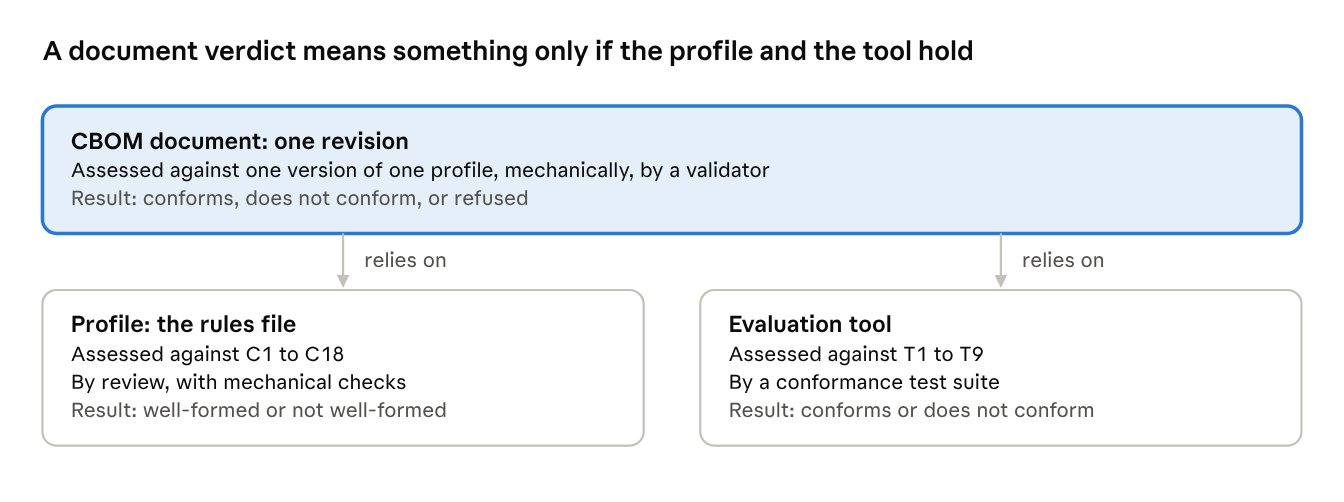 A document verdict means something only if the profile and the tool hold
CBOM document: one revision
Assessed against one version of one profile, mechanically, by a validator
Result: conforms, does not conform, or refused
relies on
relies on
Profile: the rules file
Assessed against C1 to C18
By review, with mechanical checks
Result: well-formed or not well-formed
Evaluation tool
Assessed against T1 to T9
By a conformance test suite
Result: conforms or does not conform